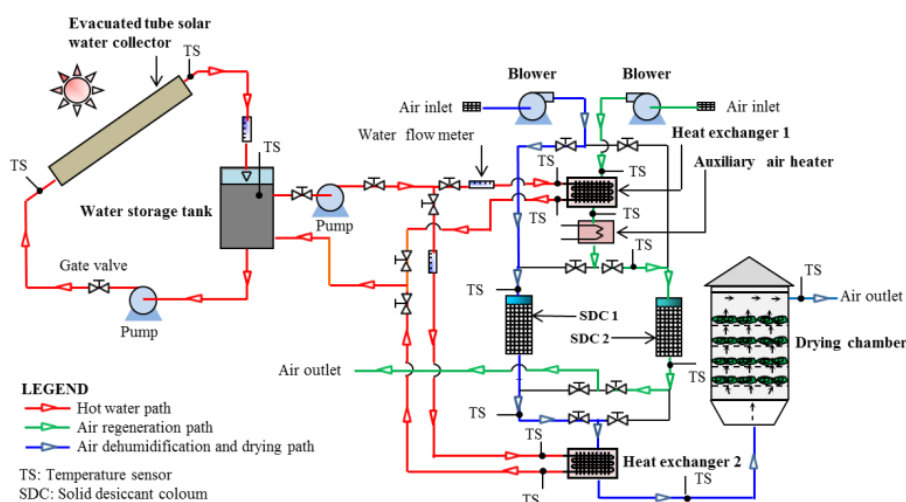 Evacuated tube solar
water collector
TS
Blower
Blower
Air inlet
Air inlet
Water flow meter
Heat exchanger 1
TS
TS
TS
Auxiliary air heater
TS
TS
Water storage tank
Pump
TS
TS
Gate valve
Pump
TS
Air outlet
SDC 1
SDC 2
Drying chamber
Air outlet
TS
TS
LEGEND
Hot water path
Air regeneration path
Air dehumidification and drying path
TS: Temperature sensor
SDC: Solid desiccant coloum
TS
Heat exchanger 2
TS
TS